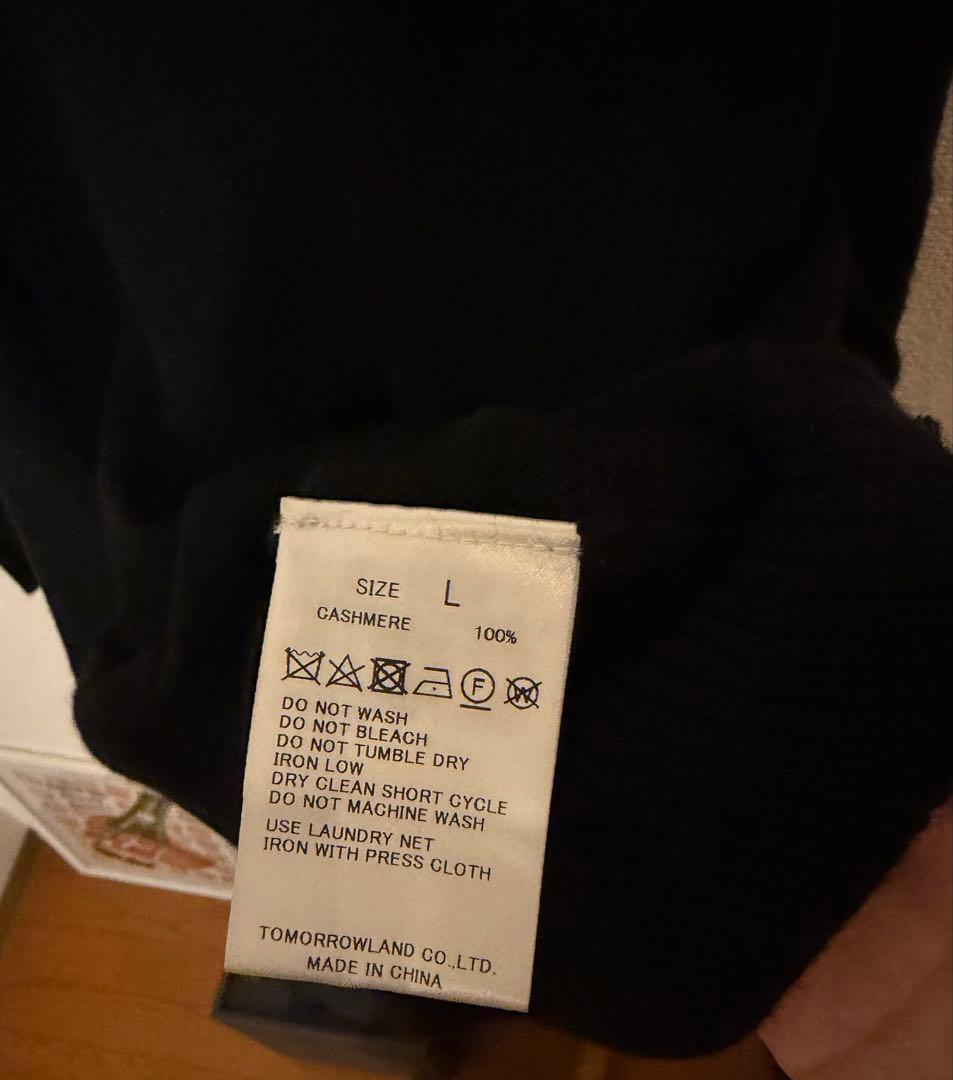 SIZE L
CASHMERE 100%
F W
DO NOT WASH
DO NOT BLEACH
DO NOT TUMBLE DRY
IRON LOW
DRY CLEAN SHORT CYCLE
DO NOT MACHINE WASH
USE LAUNDRY NET
IRON WITH PRESS CLOTH
TOMORROWLAND CO.,LTD.
MADE IN CHINA